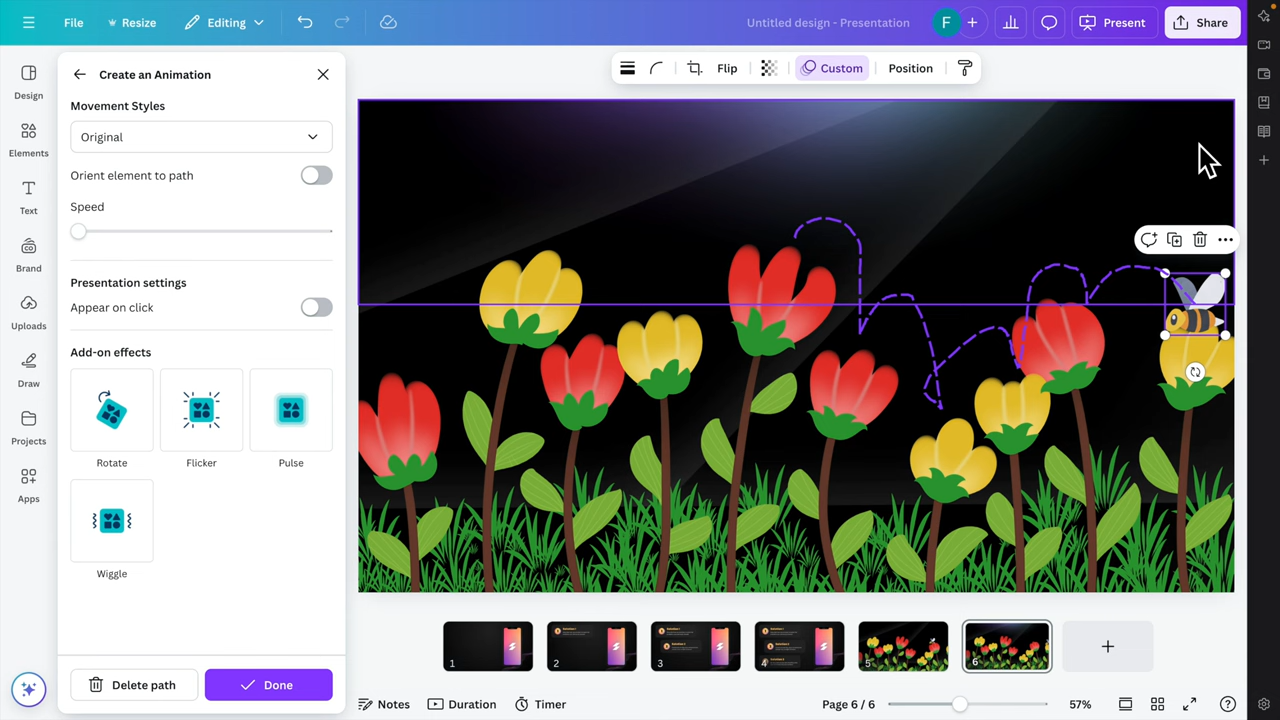 File
Resize
Editing
Untitled design - Presentation
F
Present
Share
Design
Elements
Text
Brand
Uploads
Draw
Projects
Apps
Create an Animation
Movement Styles
Original
Orient element to path
Speed
Presentation settings
Appear on click
Add-on effects
Rotate
Flicker
Pulse
Wiggle
Delete path
Done
Flip
Custom
Position
1
2
3
4
5
6
Notes
Duration
Timer
Page 6 / 6
57%